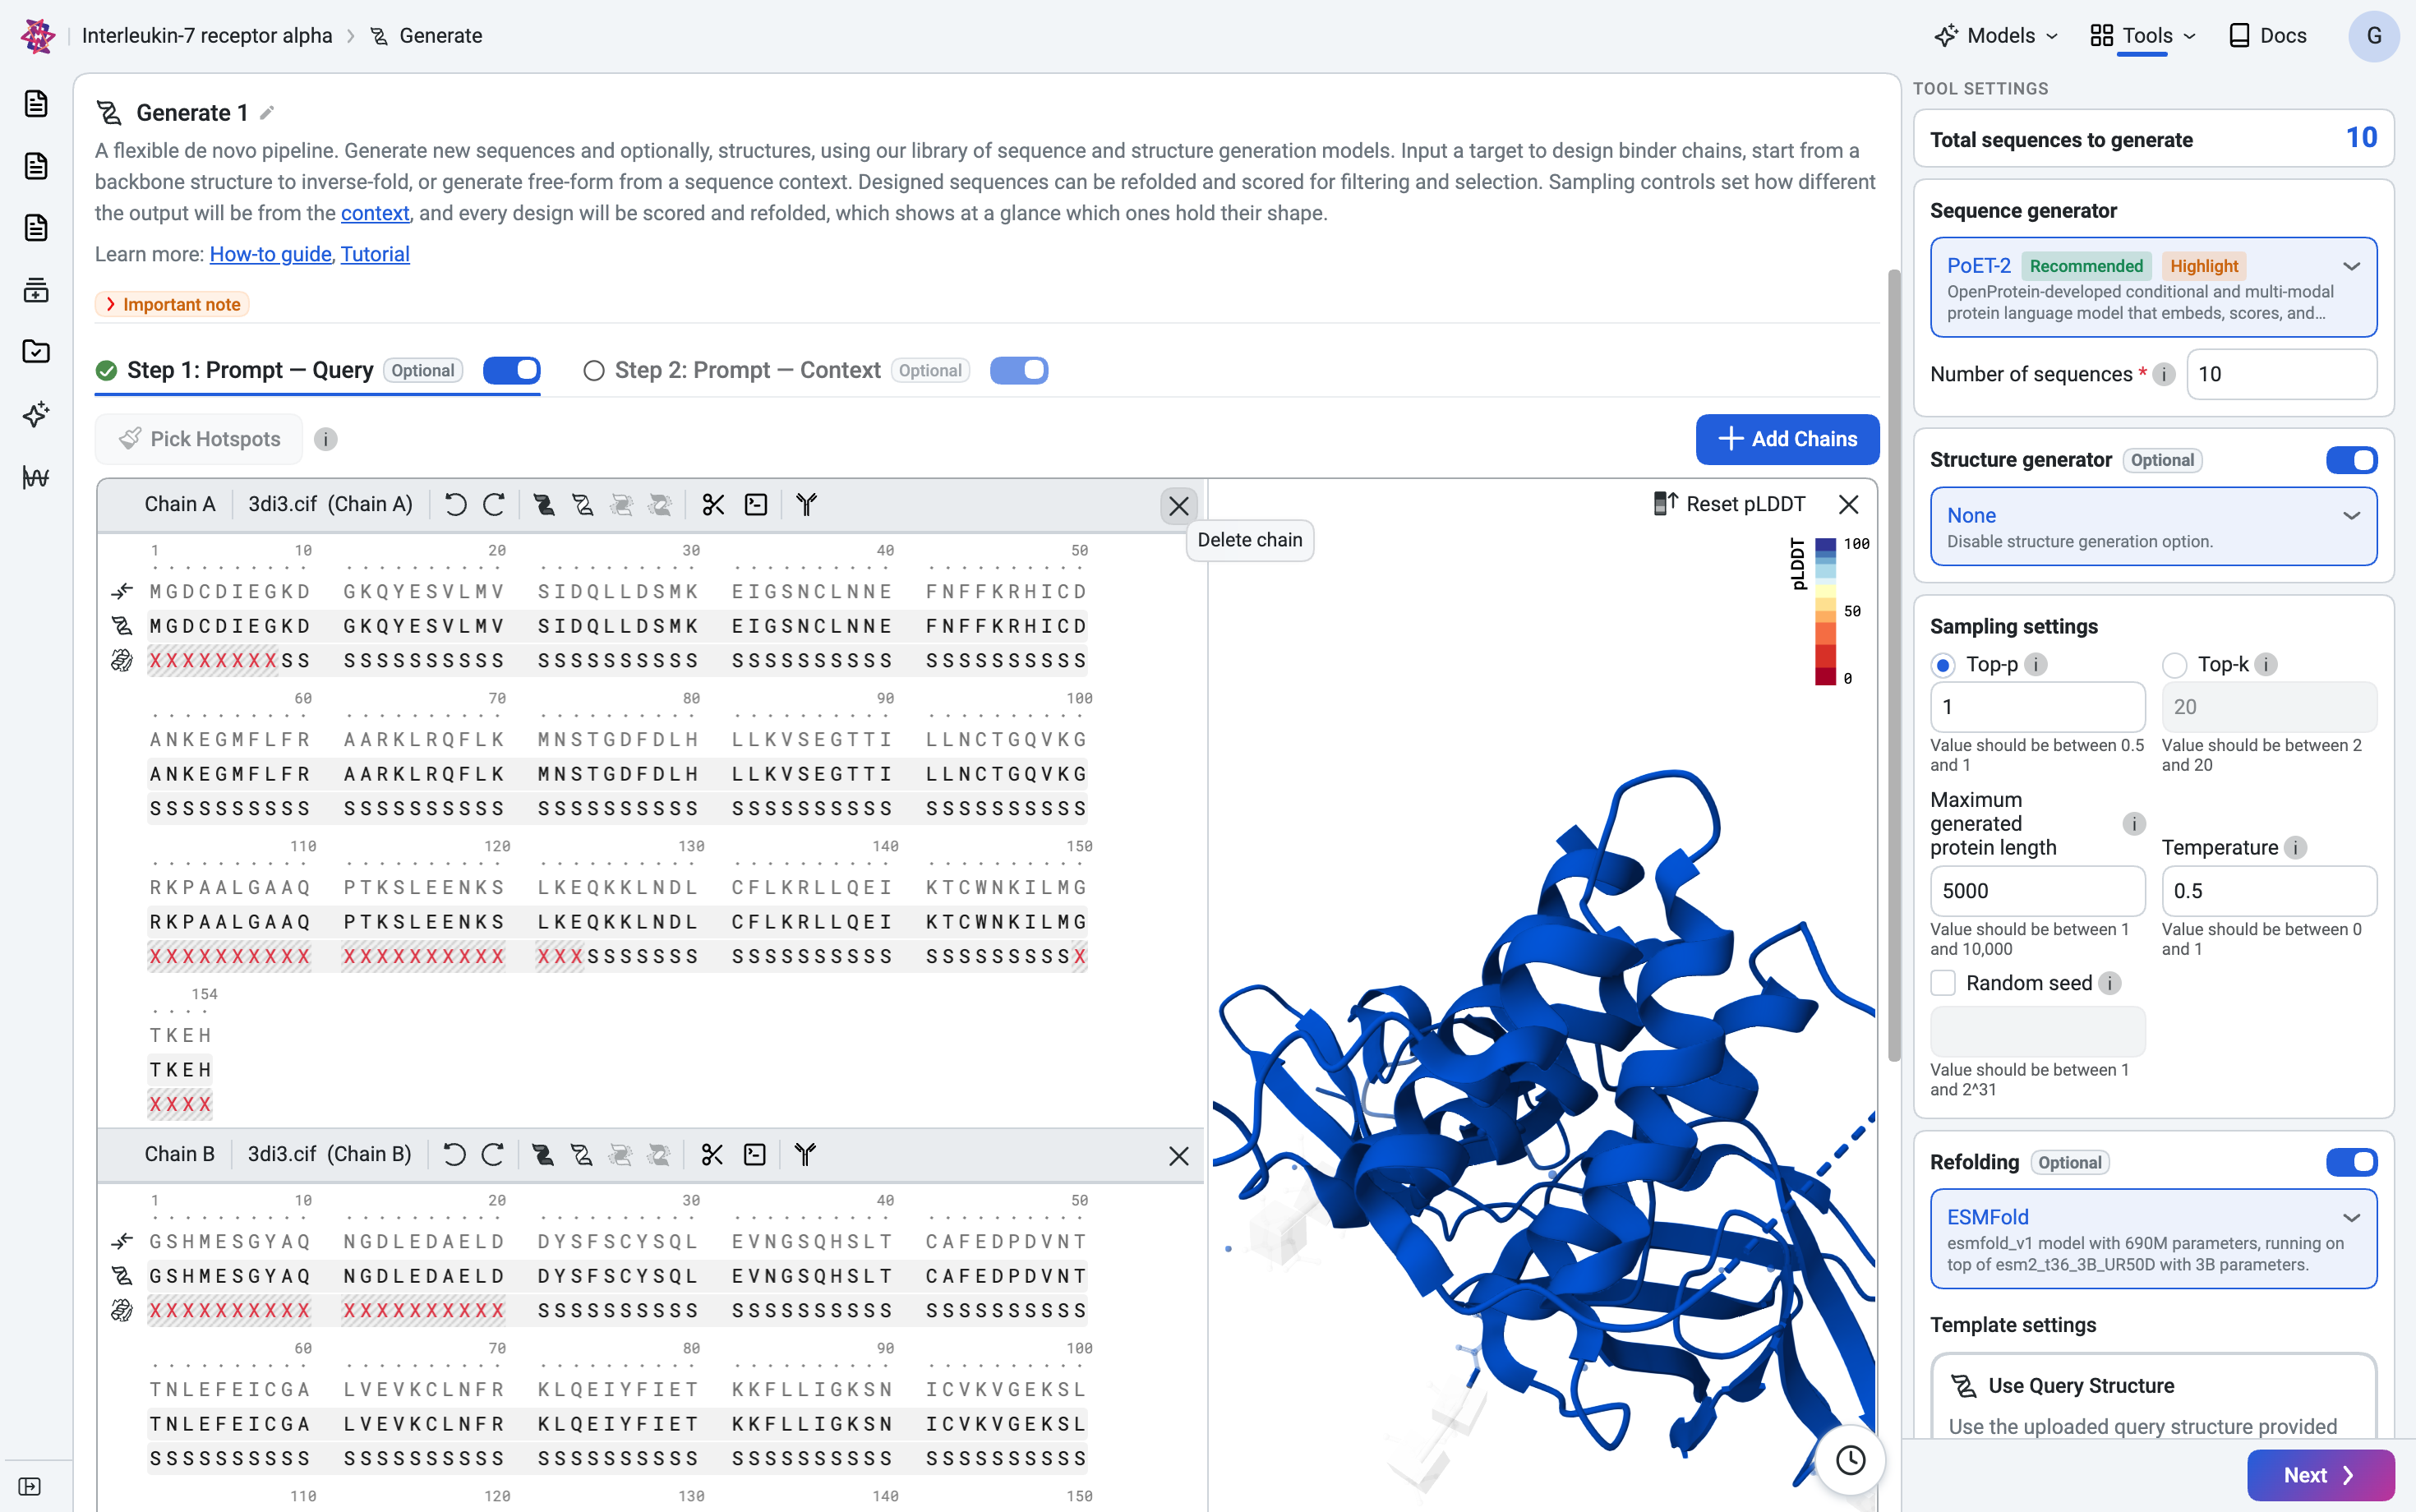 Interleukin-7 receptor alpha > Generate
Models
Tools
Docs
G
Generate 1
A flexible de novo pipeline. Generate new sequences and optionally, structures, using our library of sequence and structure generation models. Input a target to design binder chains, start from a
backbone structure to inverse-fold, or generate free-form from a sequence context. Designed sequences can be refolded and scored for filtering and selection. Sampling controls set how different
the output will be from the context, and every design will be scored and refolded, which shows at a glance which ones hold their shape.
Learn more: How-to guide, Tutorial
Important note
Step 1: Prompt — Query Optional
Step 2: Prompt — Context Optional
Pick Hotspots
Add Chains
Chain A 3di3.cif (Chain A)
Delete chain
1 10 20 30 40 50
MGDCDIEGKD GKQYESVLMV SIDQLLDSMK EIGSNCLNNE FNFFKRHICD
MGDCDIEGKD GKQYESVLMV SIDQLLDSMK EIGSNCLNNE FNFFKRHICD
XXXXXXXXSS SSSSSSSSSS SSSSSSSSSS SSSSSSSSSS SSSSSSSSSS
60 70 80 90 100
ANKEGMFLFR AARKLRQFLK MNSTGDFDLH LLKVSEGTTI LLNCTGQVKG
ANKEGMFLFR AARKLRQFLK MNSTGDFDLH LLKVSEGTTI LLNCTGQVKG
SSSSSSSSSS SSSSSSSSSS SSSSSSSSSS SSSSSSSSSS SSSSSSSSSS
110 120 130 140 150
RKPAALGAAQ PTKSLEENKS LKEQKKLNDL CFLKRLLQEI KTCWNKILMG
RKPAALGAAQ PTKSLEENKS LKEQKKLNDL CFLKRLLQEI KTCWNKILMG
XXXXXXXXXX XXXXXXXXXX XXXSSSSSSS SSSSSSSSSS SSSSSSSSSX
154
TKEH
TKEH
XXXX
Chain B 3di3.cif (Chain B)
1 10 20 30 40 50
GSHMESGYAQ NGDLEDAELD DYSFSCYSQL EVNGSQHSLT CAFEDPDVNT
GSHMESGYAQ NGDLEDAELD DYSFSCYSQL EVNGSQHSLT CAFEDPDVNT
XXXXXXXXXX XXXXXXXXXX SSSSSSSSSS SSSSSSSSSS SSSSSSSSSS
60 70 80 90 100
TNLEFEICGA LVEVKCLNFR KLQEIYFIET KKFLLIGKSN ICVKVGEKSL
TNLEFEICGA LVEVKCLNFR KLQEIYFIET KKFLLIGKSN ICVKVGEKSL
SSSSSSSSSS SSSSSSSSSS SSSSSSSSSS SSSSSSSSSS SSSSSSSSSS
110 120 130 140 150
Reset pLDDT
pLDDT
100
50
0
TOOL SETTINGS
Total sequences to generate 10
Sequence generator
PoET-2 Recommended Highlight
OpenProtein-developed conditional and multi-modal
protein language model that embeds, scores, and...
Number of sequences * 10
Structure generator Optional
None
Disable structure generation option.
Sampling settings
Top-p
Top-k
1
20
Value should be between 0.5
and 1
Value should be between 2
and 20
Maximum
generated
protein length
Temperature
5000
0.5
Value should be between 1
and 10,000
Value should be between 0
and 1
Random seed
Value should be between 1
and 2^31
Refolding Optional
ESMFold
esmfold_v1 model with 690M parameters, running on
top of esm2_t36_3B_UR50D with 3B parameters.
Template settings
Use Query Structure
Use the uploaded query structure provided
Next